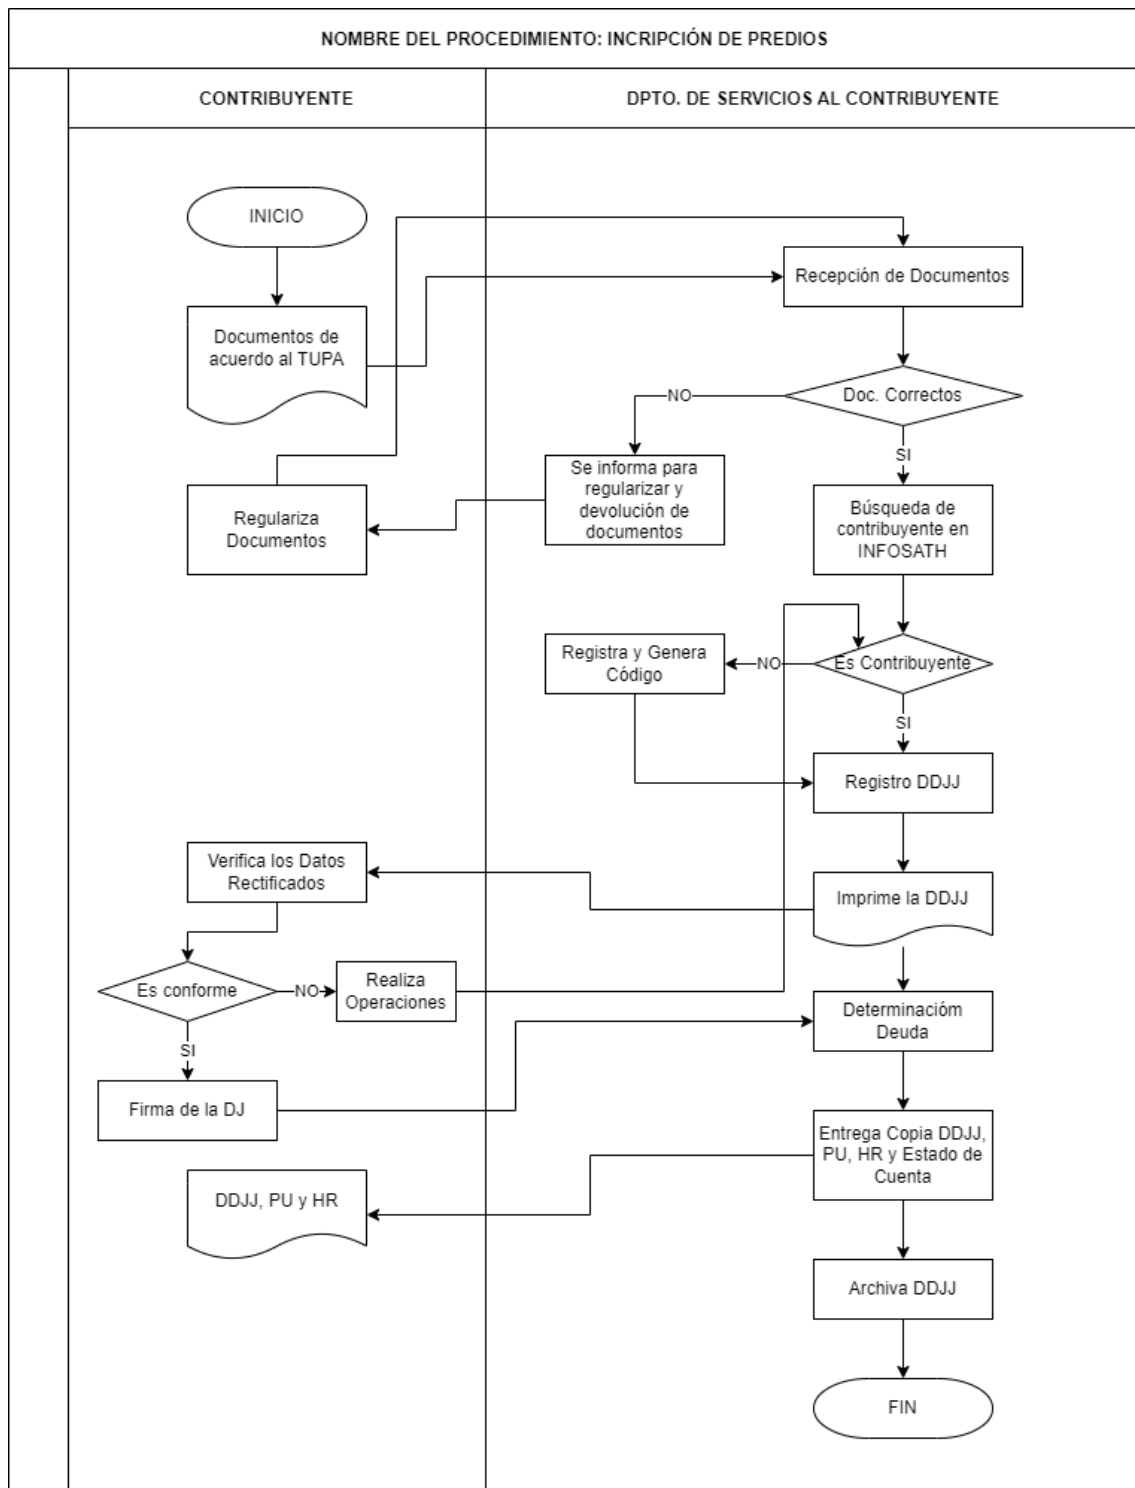 NOMBRE DEL PROCEDIMIENTO: INCRIPCIÓN DE PREDIOS
CONTRIBUYENTE
DPTO. DE SERVICIOS AL CONTRIBUYENTE
INICIO
Recepción de Documentos
Documentos de
acuerdo al TUPA
Doc. Correctos
NO
SI
Se informa para
regularizar y
devolución de
documentos
Regulariza
Documentos
Búsqueda de
contribuyente en
INFOSATH
Es Contribuyente
NO
Registra y Genera
Código
SI
Registro DDJJ
Verifica los Datos
Rectificados
Imprime la DDJJ
Es conforme
NO
Realiza
Operaciones
Determinacióm
Deuda
SI
Firma de la DJ
Entrega Copia DDJJ,
PU, HR y Estado de
Cuenta
DDJJ, PU y HR
Archiva DDJJ
FIN